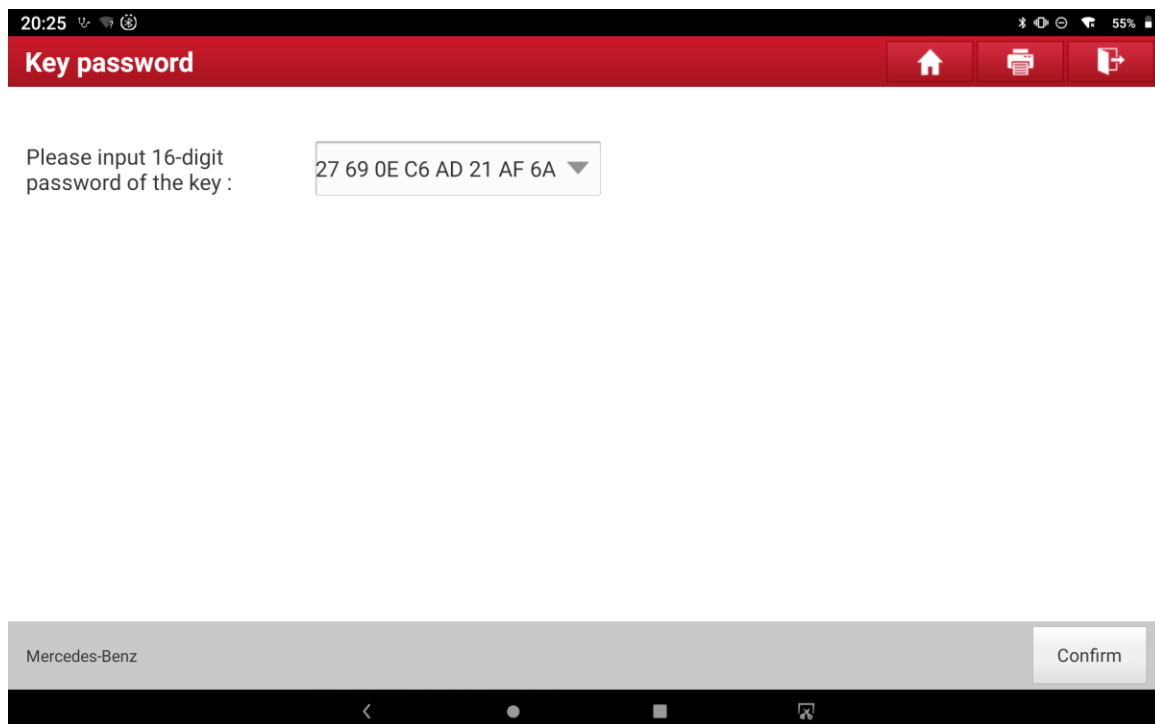 20:25
55%
Key password
Please input 16-digit
password of the key :
27 69 0E C6 AD 21 AF 6A
Mercedes-Benz
Confirm